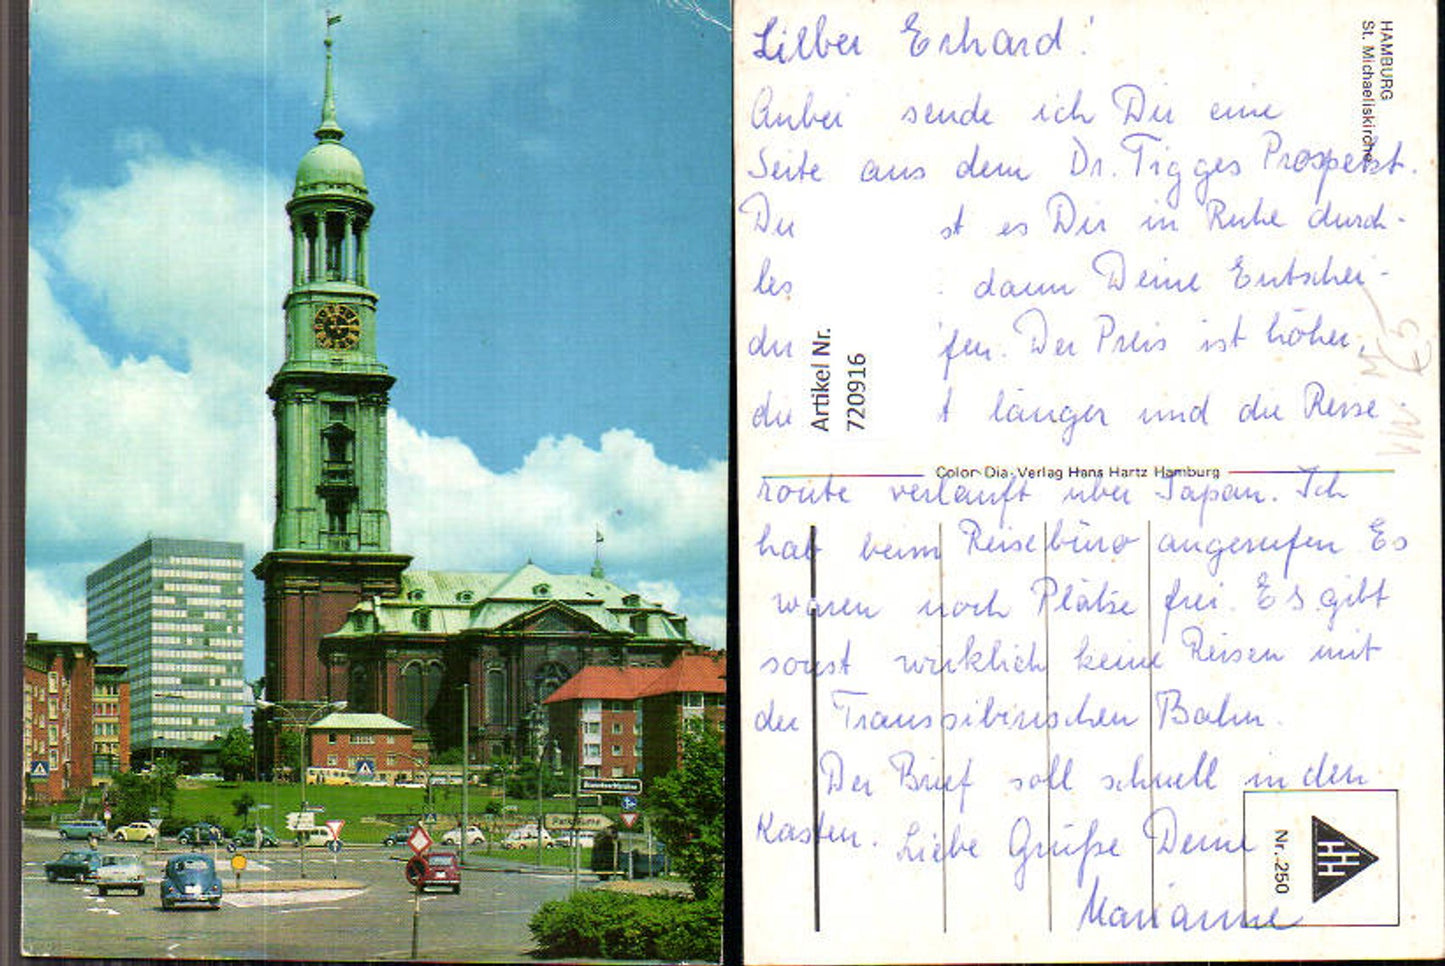 Lieber Erhard!
Anbei sende ich Dir eine
Seite aus dem Dr. Tigges Prospekt.
Du st es Dir in Ruhe durch-
les dann Deine Entschei-
du fen. Der Preis ist höher,
die t länger und die Reise-
route verläuft über Japan. Ich
hab beim Reisebüro angerufen. Es
waren noch Plätze frei. Es gibt
sonst wirklich keine Reisen mit
der Transsibirischen Bahn.
Der Brief soll schnell in den
Kasten. Liebe Grüße Deine
Marianne
HAMBURG
St. Michaeliskirche
Artikel Nr.
720916
Color-Dia-Verlag Hans Hartz Hamburg
HHH
Nr. 250